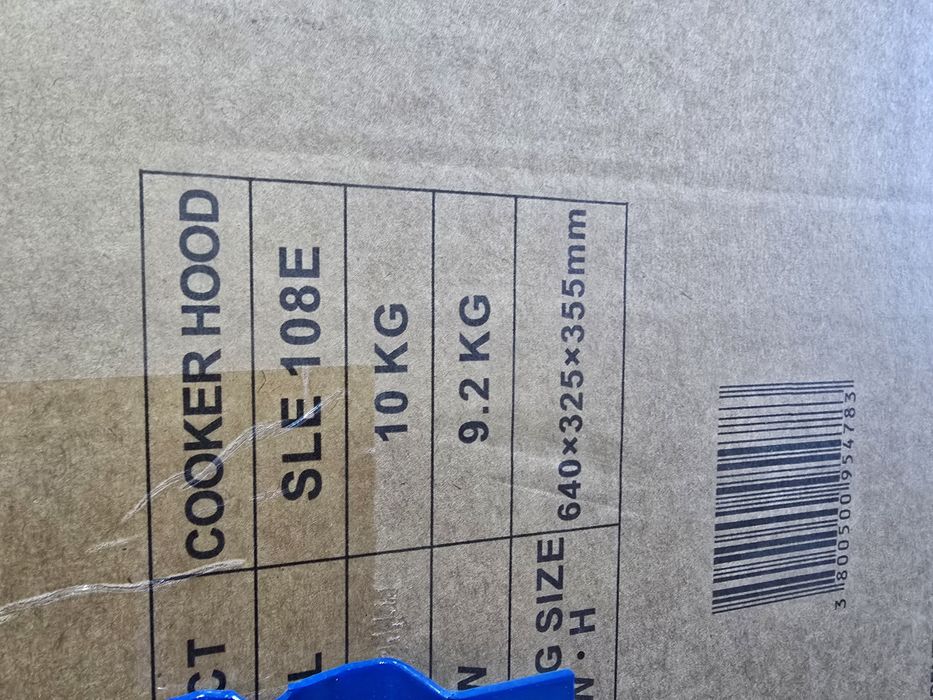 CT COOKER HOOD
L SLE 108E
10 KG
N 9.2 KG
G SIZE 640×325×355mm
N . H
3 800500 954783